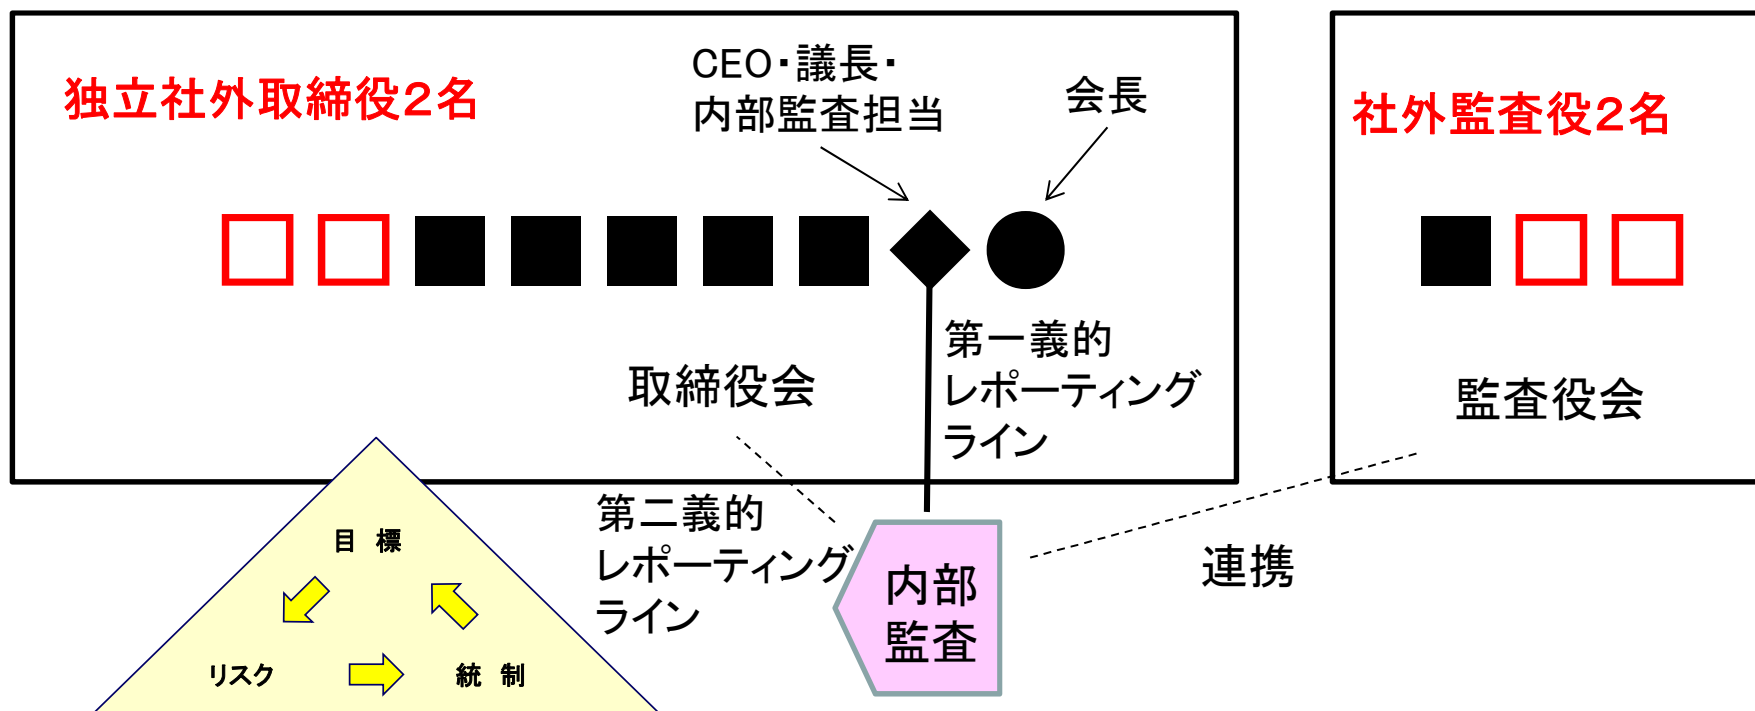 独立社外取締役2名
CEO・議長・
内部監査担当
会長
社外監査役2名
第一義的
レポーティング
ライン
取締役会
監査役会
第二義的
レポーティング
ライン
目 標
リスク
統 制
内部
監査
連携